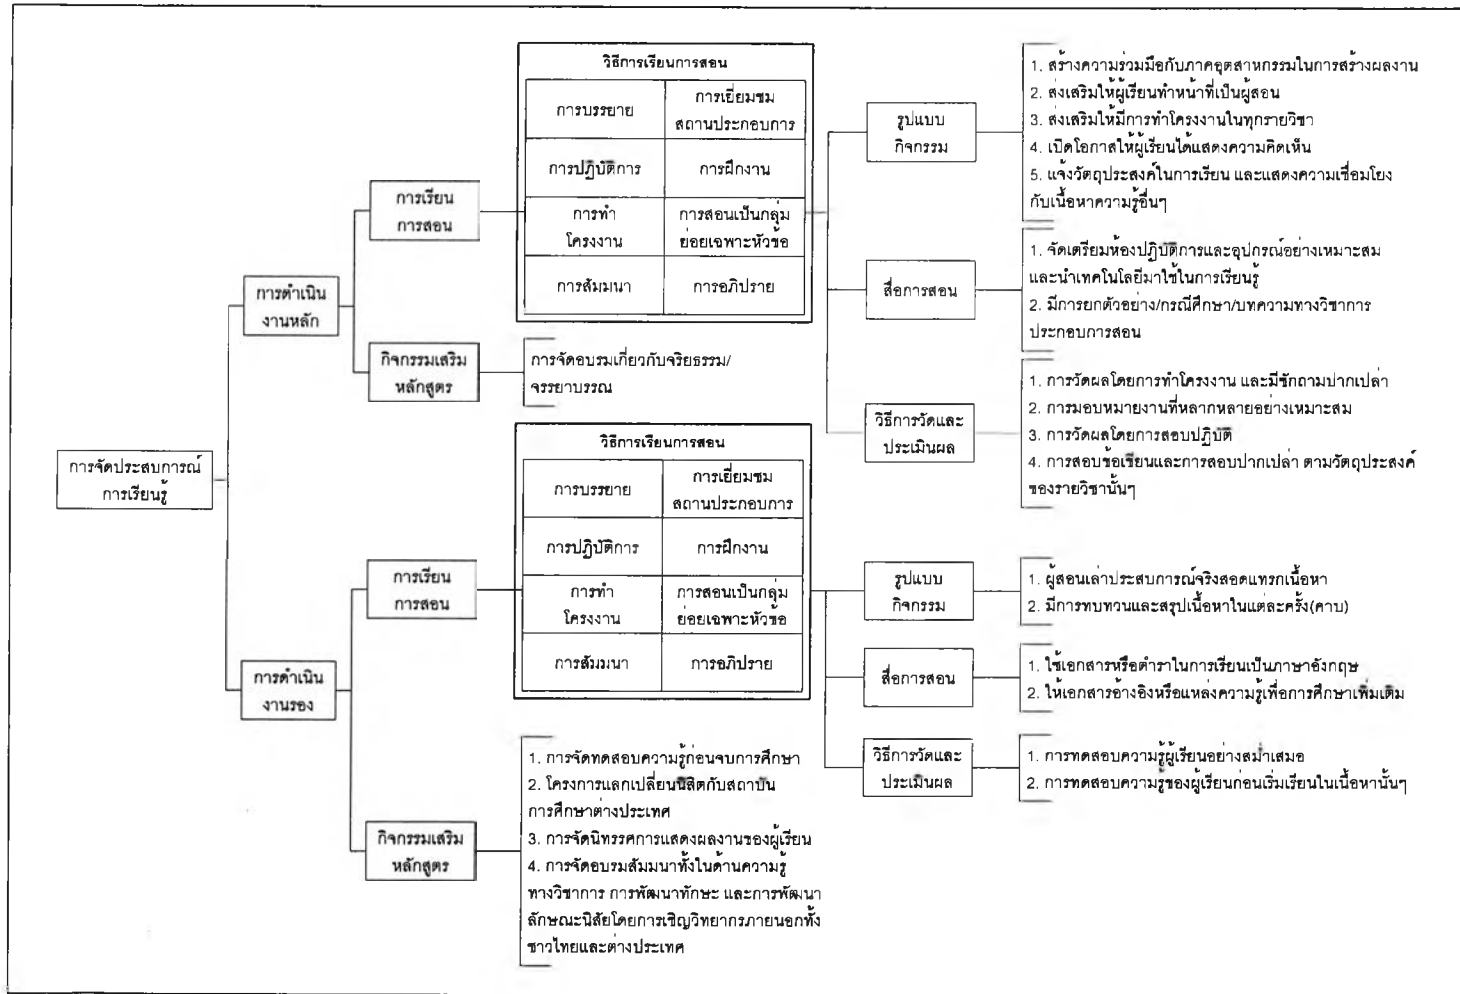 การจัดประสบการณ์
การเรียนรู้
การดำเนิน
งานหลัก
การเรียน
การสอน
วิธีการเรียนการสอน
การบรรยาย
การเยี่ยมชม
สถานประกอบการ
การปฏิบัติการ
การฝึกงาน
การทำ
โครงงาน
การสอนเป็นกลุ่ม
ย่อยเฉพาะหัวข้อ
การสัมมนา
การอภิปราย
รูปแบบ
กิจกรรม
1. สร้างความร่วมมือกับภาคอุตสาหกรรมในการสร้างผลงาน
2. ส่งเสริมให้ผู้เรียนทำหน้าที่เป็นผู้สอน
3. ส่งเสริมให้มีการทำโครงงานในทุกรายวิชา
4. เปิดโอกาสให้ผู้เรียนได้แสดงความคิดเห็น
5. แจ้งวัตถุประสงค์ในการเรียน และแสดงความเชื่อมโยง
กับเนื้อหาความรู้อื่นๆ
สื่อการสอน
1. จัดเตรียมห้องปฏิบัติการและอุปกรณ์อย่างเหมาะสม
และนำเทคโนโลยีมาใช้ในการเรียนรู้
2. มีการยกตัวอย่าง/กรณีศึกษา/บทความทางวิชาการ
ประกอบการสอน
วิธีการวัดและ
ประเมินผล
1. การวัดผลโดยการทำโครงงาน และมีซักถามปากเปล่า
2. การมอบหมายงานที่หลากหลายอย่างเหมาะสม
3. การวัดผลโดยการสอบปฏิบัติ
4. การสอบข้อเขียนและการสอบปากเปล่า ตามวัตถุประสงค์
ของรายวิชานั้นๆ
กิจกรรมเสริม
หลักสูตร
การจัดอบรมเกี่ยวกับจริยธรรม/
จรรยาบรรณ
การดำเนิน
งานรอง
การเรียน
การสอน
วิธีการเรียนการสอน
การบรรยาย
การเยี่ยมชม
สถานประกอบการ
การปฏิบัติการ
การฝึกงาน
การทำ
โครงงาน
การสอนเป็นกลุ่ม
ย่อยเฉพาะหัวข้อ
การสัมมนา
การอภิปราย
รูปแบบ
กิจกรรม
1. ผู้สอนเล่าประสบการณ์จริงสอดแทรกเนื้อหา
2. มีการทบทวนและสรุปเนื้อหาในแต่ละครั้ง(คาบ)
สื่อการสอน
1. ใช้เอกสารหรือตำราในการเรียนเป็นภาษาอังกฤษ
2. ให้เอกสารอ้างอิงหรือแหล่งความรู้เพื่อการศึกษาเพิ่มเติม
วิธีการวัดและ
ประเมินผล
1. การทดสอบความรู้ผู้เรียนอย่างสม่ำเสมอ
2. การทดสอบความรู้ของผู้เรียนก่อนเริ่มเรียนในเนื้อหานั้นๆ
กิจกรรมเสริม
หลักสูตร
1. การจัดทดสอบความรู้ก่อนจบการศึกษา
2. โครงการแลกเปลี่ยนนิสิตกับสถาบัน
การศึกษาต่างประเทศ
3. การจัดนิทรรศการแสดงผลงานของผู้เรียน
4. การจัดอบรมสัมมนาทั้งในด้านความรู้
ทางวิชาการ การพัฒนาทักษะ และการพัฒนา
ลักษณะนิสัยโดยการเชิญวิทยากรภายนอกทั้ง
ชาวไทยและต่างประเทศ